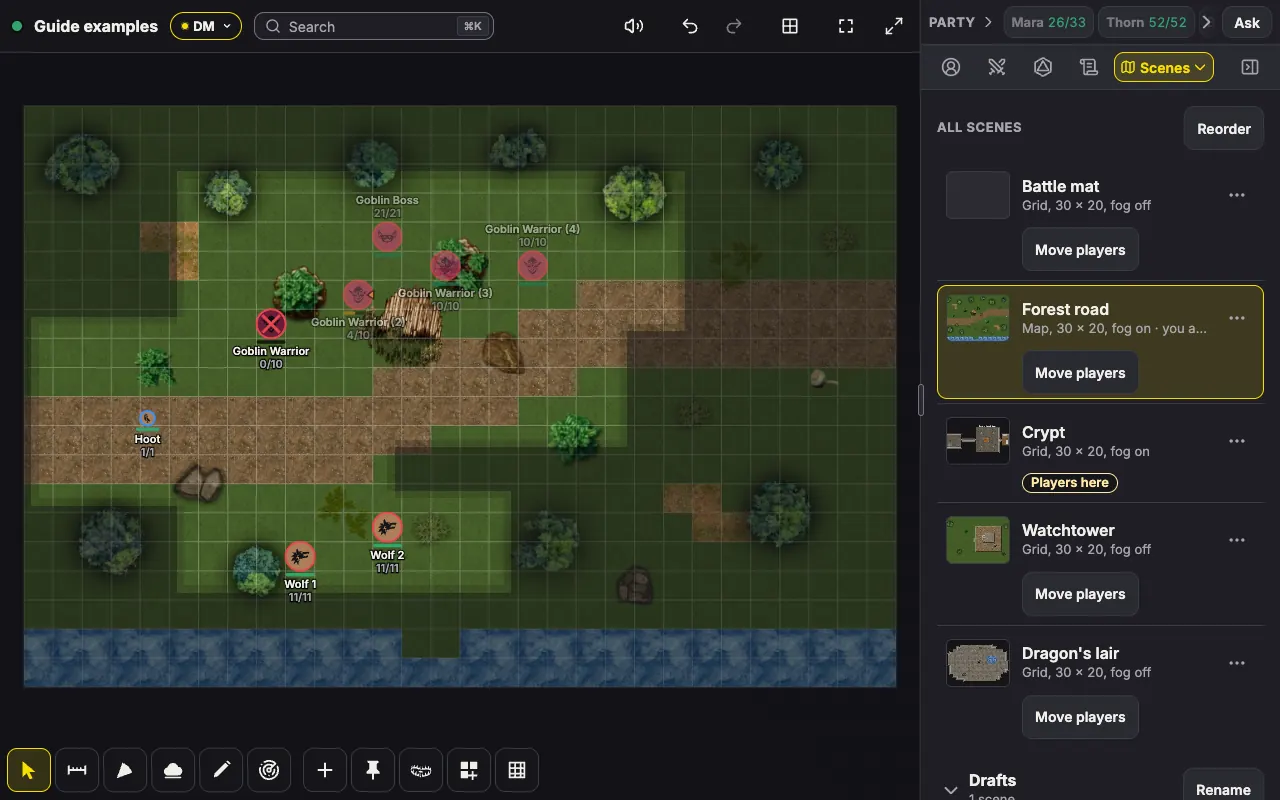 Guide examples
DM
Search
⌘K
PARTY
Mara 26/33
Thorn 52/52
Ask
Scenes
ALL SCENES
Reorder
Battle mat
Grid, 30 × 20, fog off
Move players
Forest road
Map, 30 × 20, fog on · you a...
Move players
Crypt
Grid, 30 × 20, fog on
Players here
Watchtower
Grid, 30 × 20, fog off
Move players
Dragon's lair
Grid, 30 × 20, fog off
Move players
Drafts
1 scene
Rename
Goblin Boss
21/21
Goblin Warrior (4)
10/10
Goblin Warrior (3)
10/10
Goblin Warrior (2)
4/10
Goblin Warrior
0/10
Hoot
1/1
Wolf 2
11/11
Wolf 1
11/11